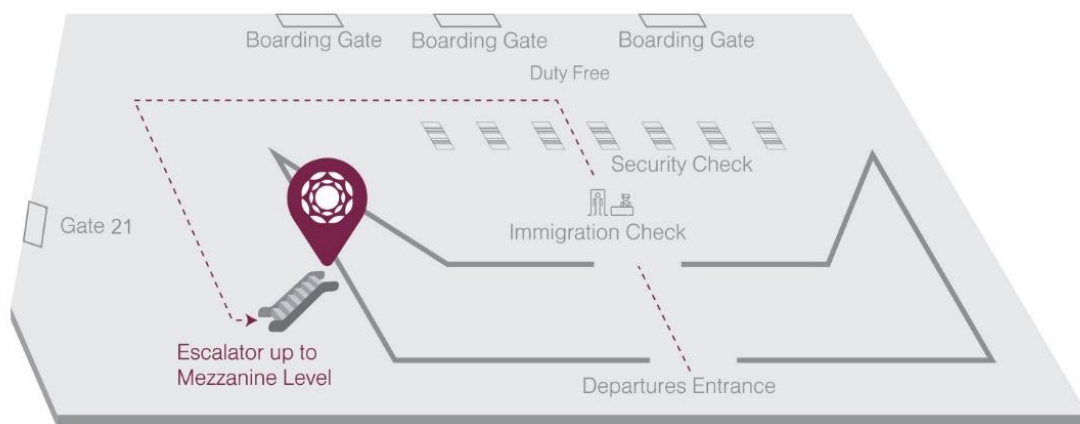 Boarding Gate
Boarding Gate
Boarding Gate
Duty Free
Security Check
Gate 21
Immigration Check
Escalator up to
Mezzanine Level
Departures Entrance